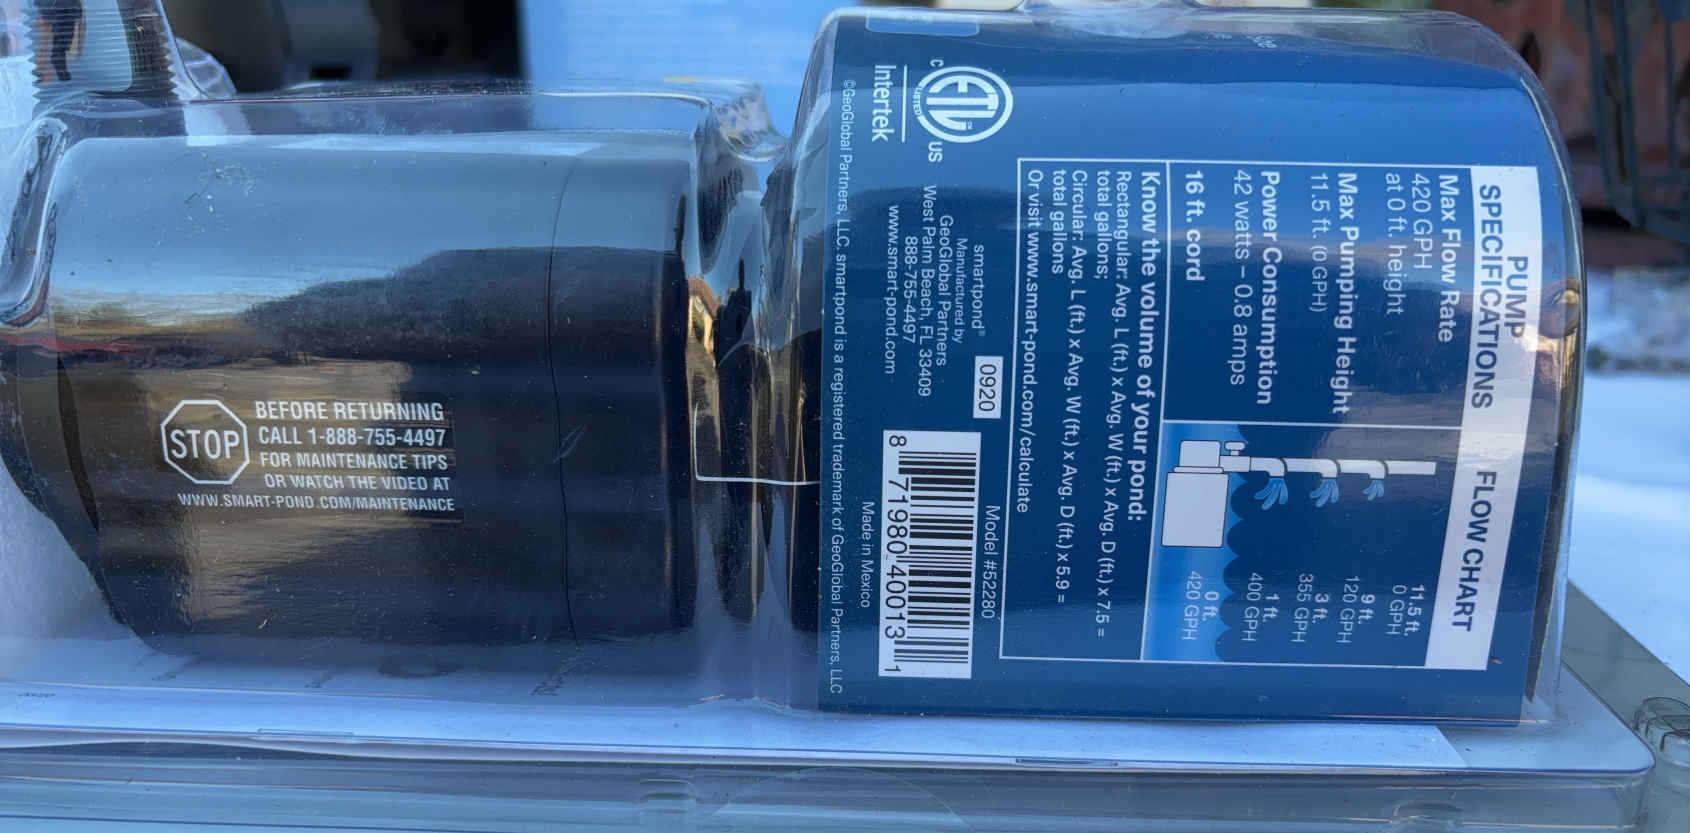 PUMP
SPECIFICATIONS
FLOW CHART
Max Flow Rate
420 GPH
at 0 ft. height
Max Pumping Height
11.5 ft. (0 GPH)
Power Consumption
42 watts – 0.8 amps
16 ft. cord
11.5 ft.
0 GPH
9 ft.
120 GPH
3 ft.
355 GPH
1 ft.
400 GPH
0 ft.
420 GPH
Know the volume of your pond:
Rectangular: Avg. L (ft.) x Avg. W (ft.) x Avg. D (ft.) x 7.5 =
total gallons;
Circular: Avg. L (ft.) x Avg. W (ft.) x Avg. D (ft.) x 5.9 =
total gallons
Or visit www.smart-pond.com/calculate
C ETL CM LISTED US
Intertek
smartpond®
Manufactured by
GeoGlobal Partners
West Palm Beach, FL 33409
888-755-4497
www.smart-pond.com
0920
Model #52280
8 71980 40013 1
Made in Mexico
©GeoGlobal Partners, LLC. smartpond is a registered trademark of GeoGlobal Partners, LLC
STOP
BEFORE RETURNING
CALL 1-888-755-4497
FOR MAINTENANCE TIPS
OR WATCH THE VIDEO AT
WWW.SMART-POND.COM/MAINTENANCE